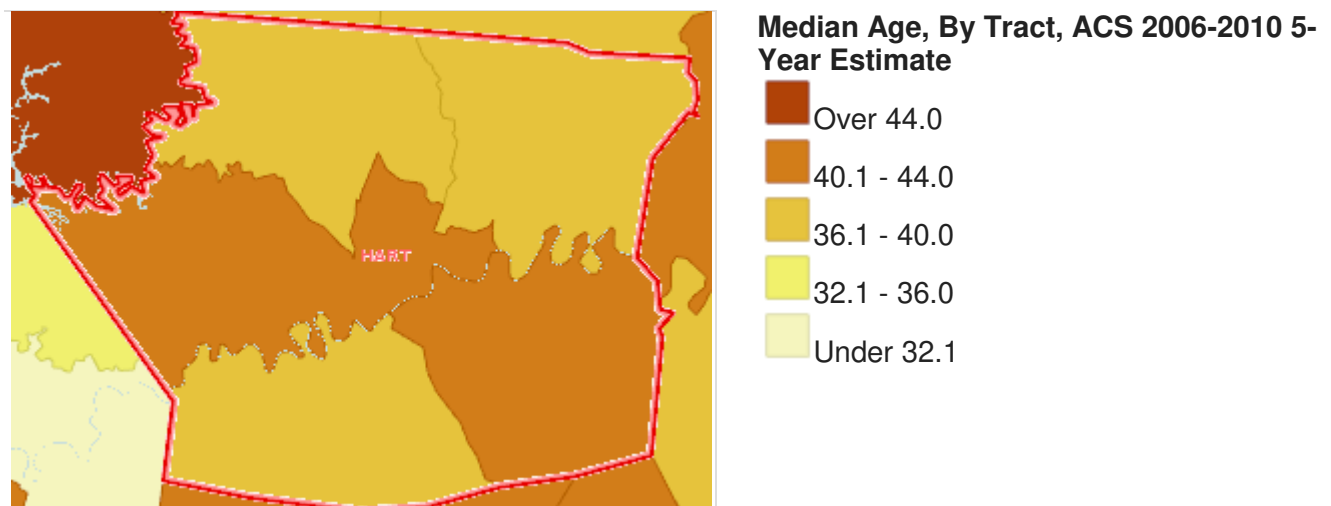 Median Age, By Tract, ACS 2006-2010 5-
Year Estimate
Over 44.0
40.1 - 44.0
36.1 - 40.0
32.1 - 36.0
Under 32.1
HART